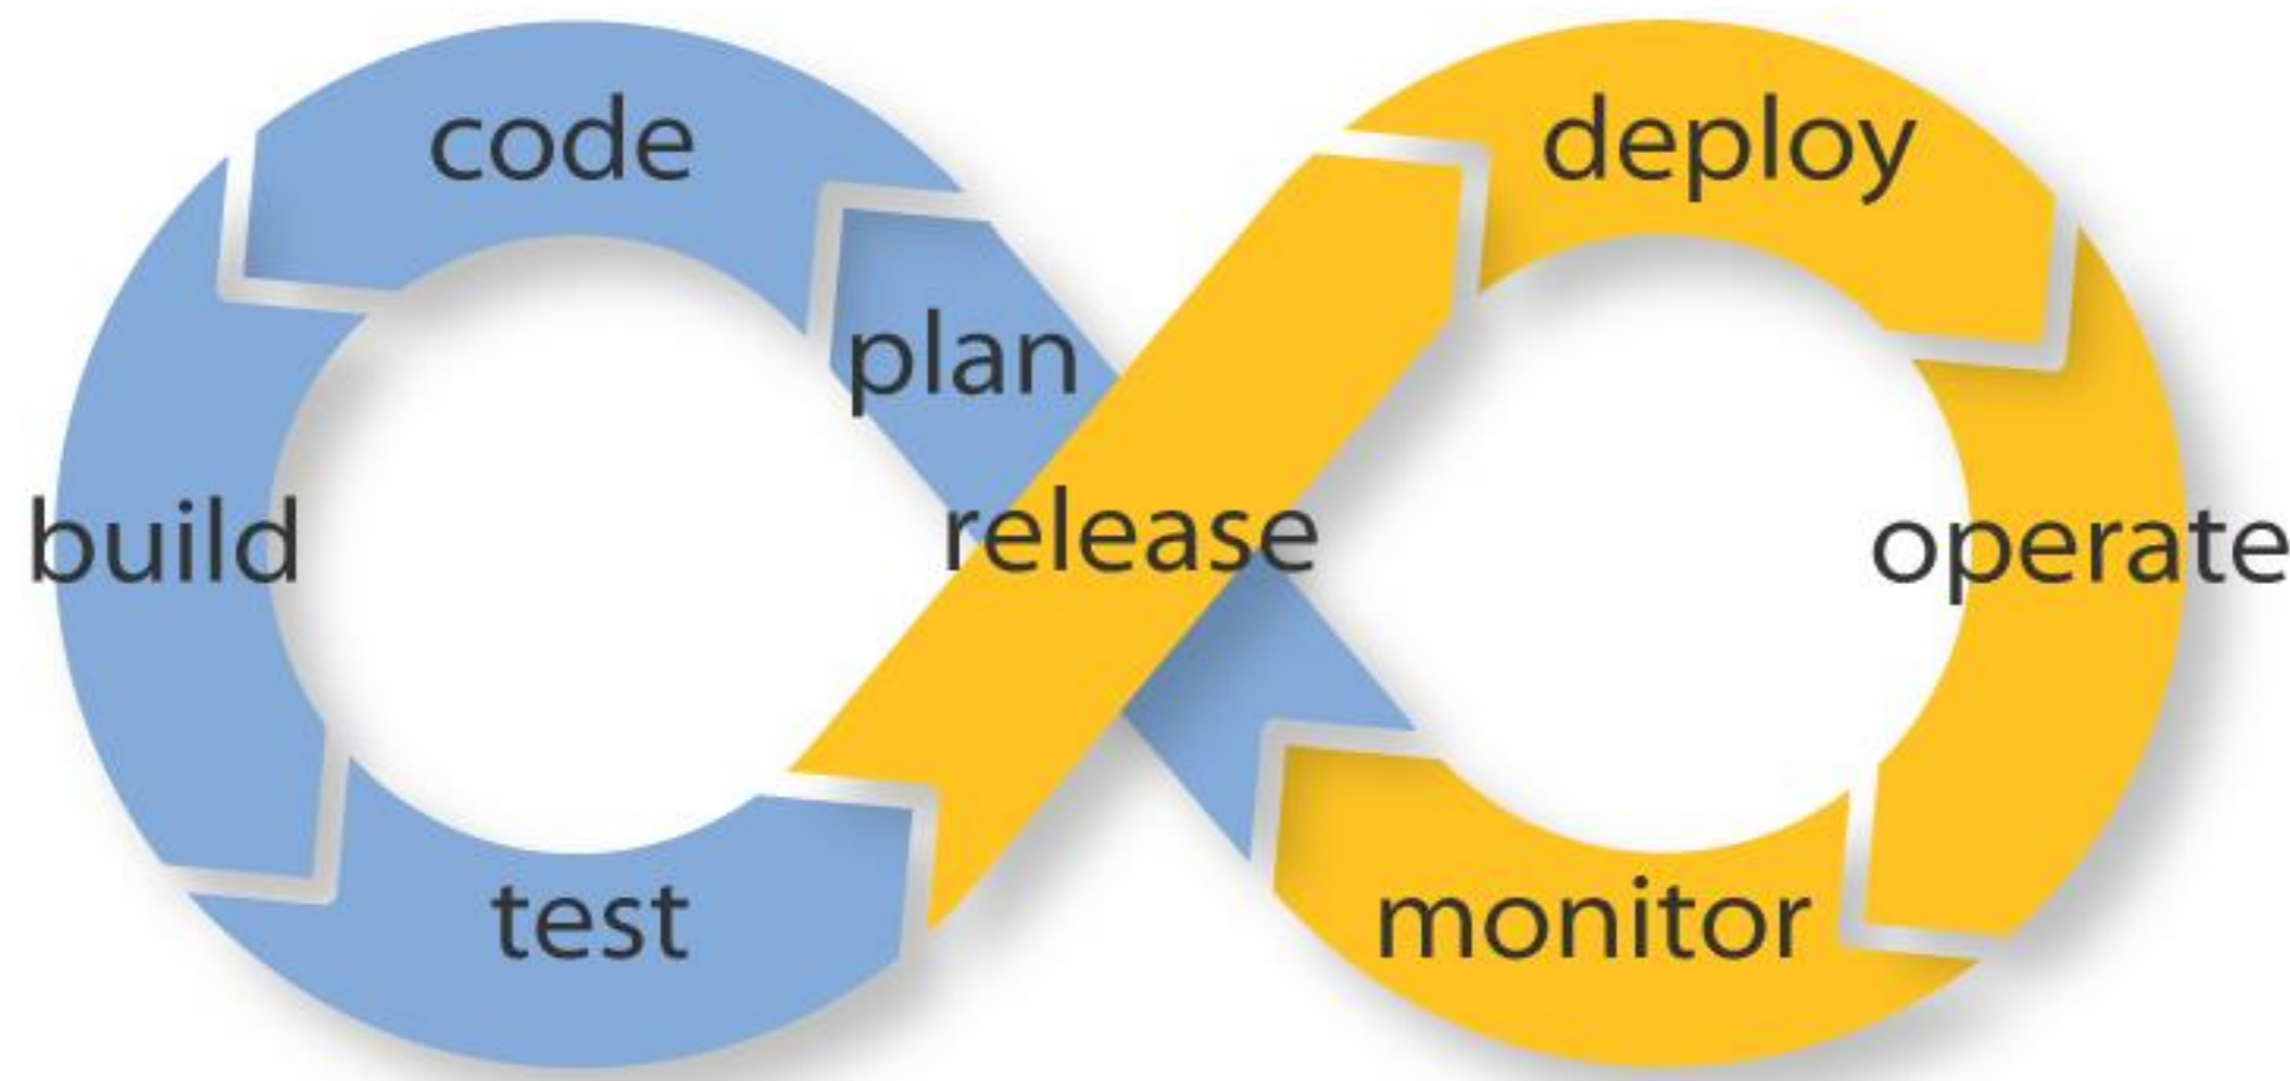 code
deploy
plan
release
build
operate
test
monitor